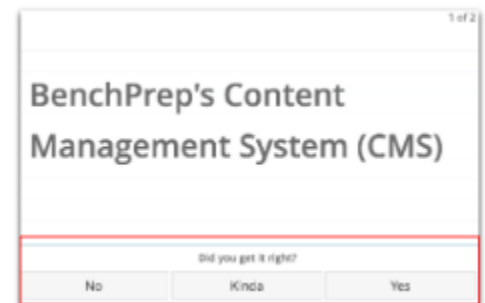 1 of 2
BenchPrep's Content
Management System (CMS)
Did you get it right?
No Kinda Yes